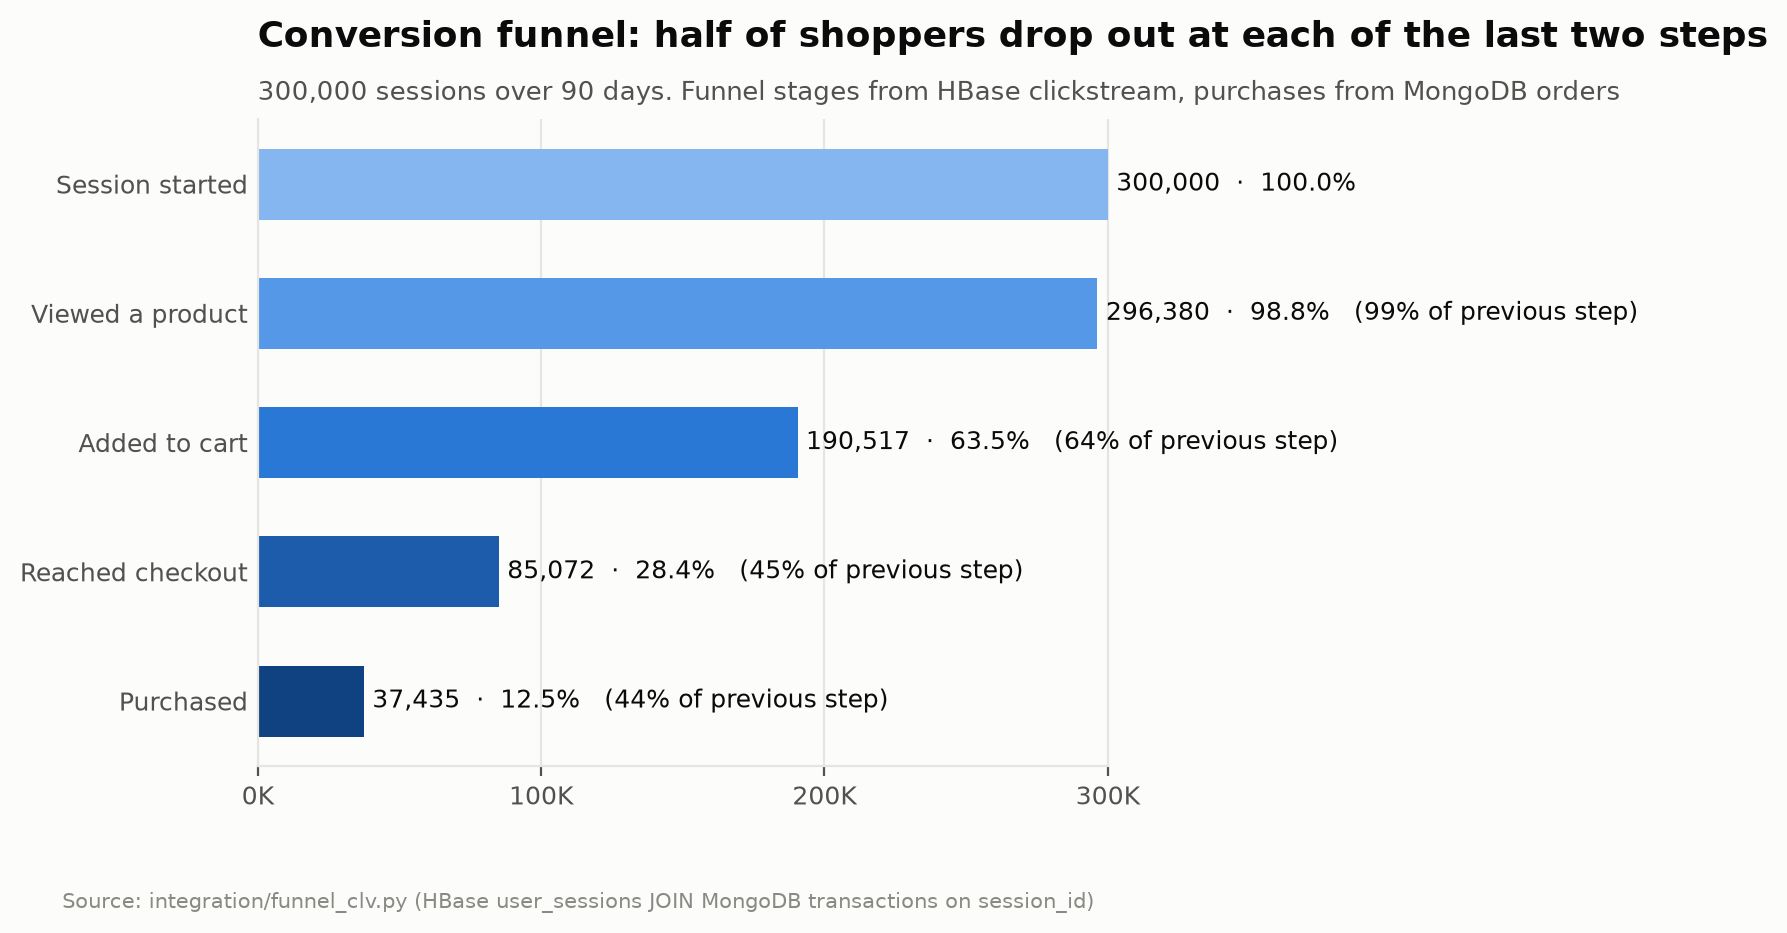 Conversion funnel: half of shoppers drop out at each of the last two steps
300,000 sessions over 90 days. Funnel stages from HBase clickstream, purchases from MongoDB orders
Session started
300,000 · 100.0%
Viewed a product
296,380 · 98.8% (99% of previous step)
Added to cart
190,517 · 63.5% (64% of previous step)
Reached checkout
85,072 · 28.4% (45% of previous step)
Purchased
37,435 · 12.5% (44% of previous step)
0K 100K 200K 300K
Source: integration/funnel_clv.py (HBase user_sessions JOIN MongoDB transactions on session_id)